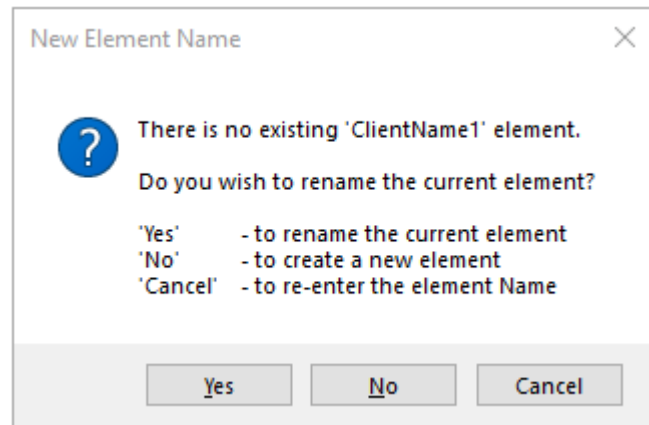 New Element Name
There is no existing 'ClientName1' element.
Do you wish to rename the current element?
'Yes' - to rename the current element
'No' - to create a new element
'Cancel' - to re-enter the element Name
Yes No Cancel